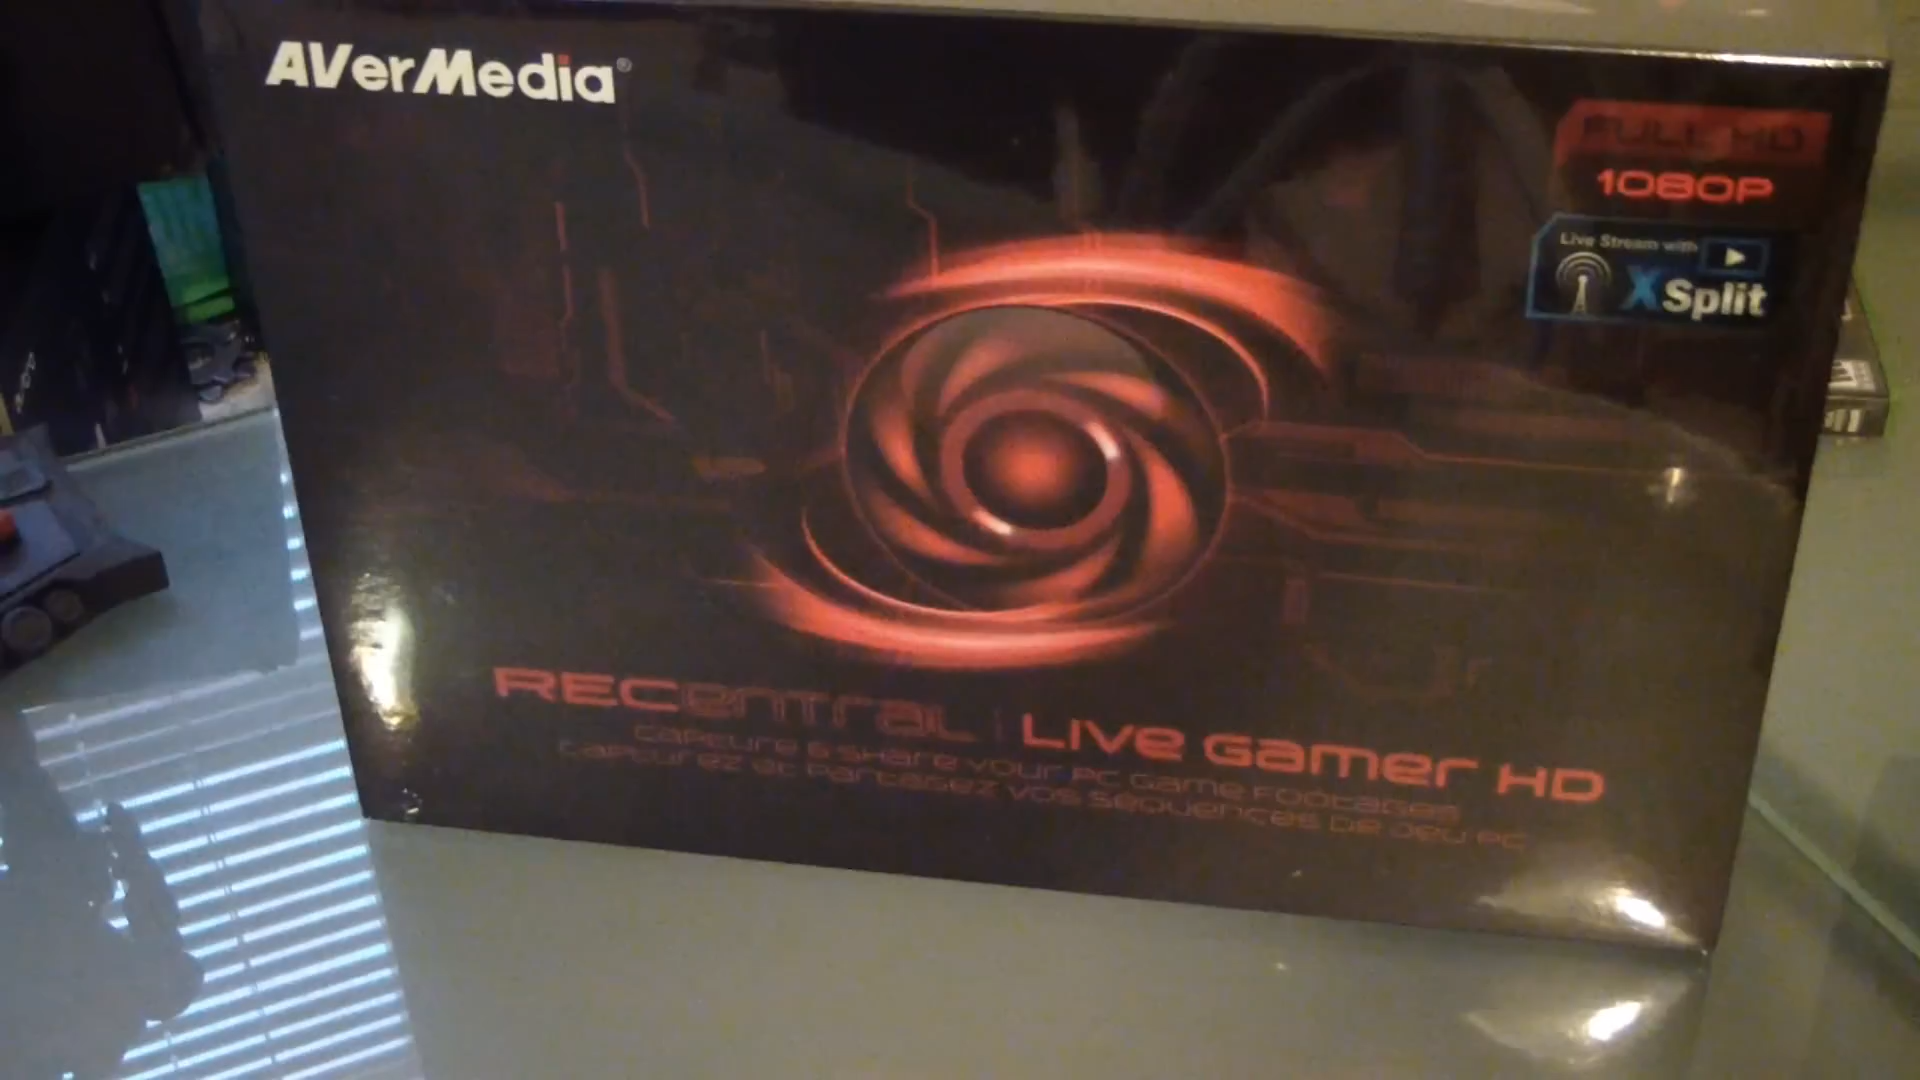 AVerMedia®
FULL HD
1080P
Live Stream with
XSplit
RECentral | Live Gamer HD
Capture & Share Your PC Game Footages
Capturez et Partagez Vos Séquences De Jeu PC